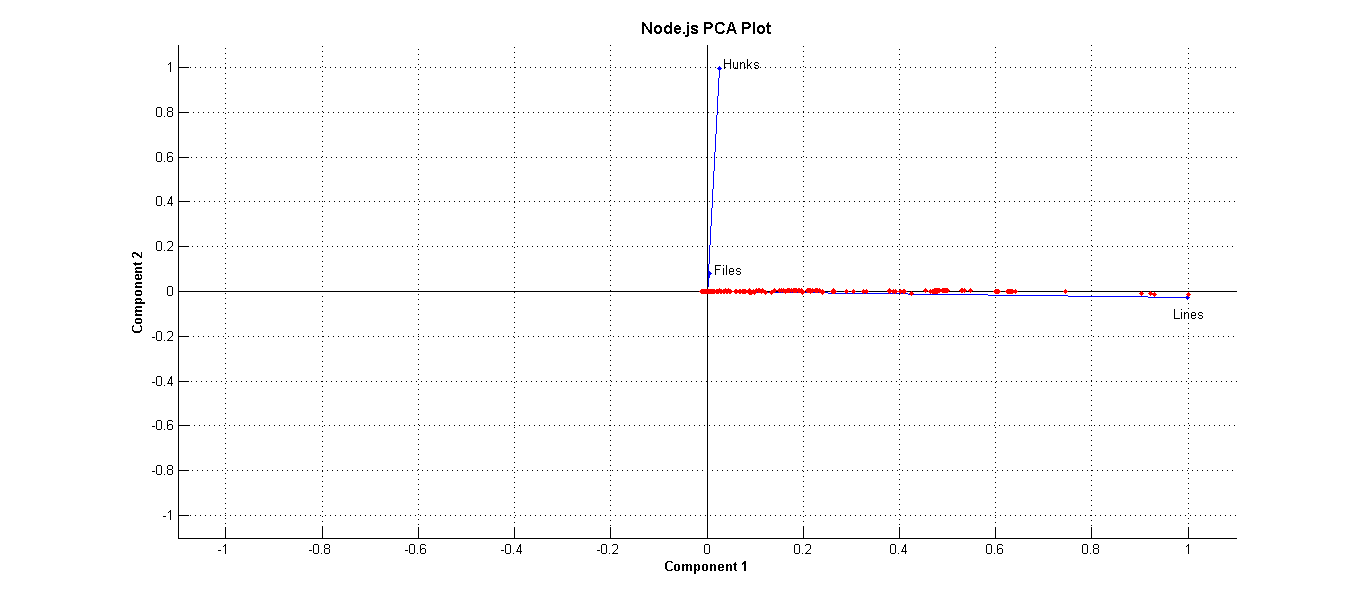 Node.js PCA Plot
1
Hunks
0.8
0.6
0.4
0.2
Files
0
Lines
-0.2
-0.4
-0.6
-0.8
-1
Component 2
-1 -0.8 -0.6 -0.4 -0.2 0 0.2 0.4 0.6 0.8 1
Component 1